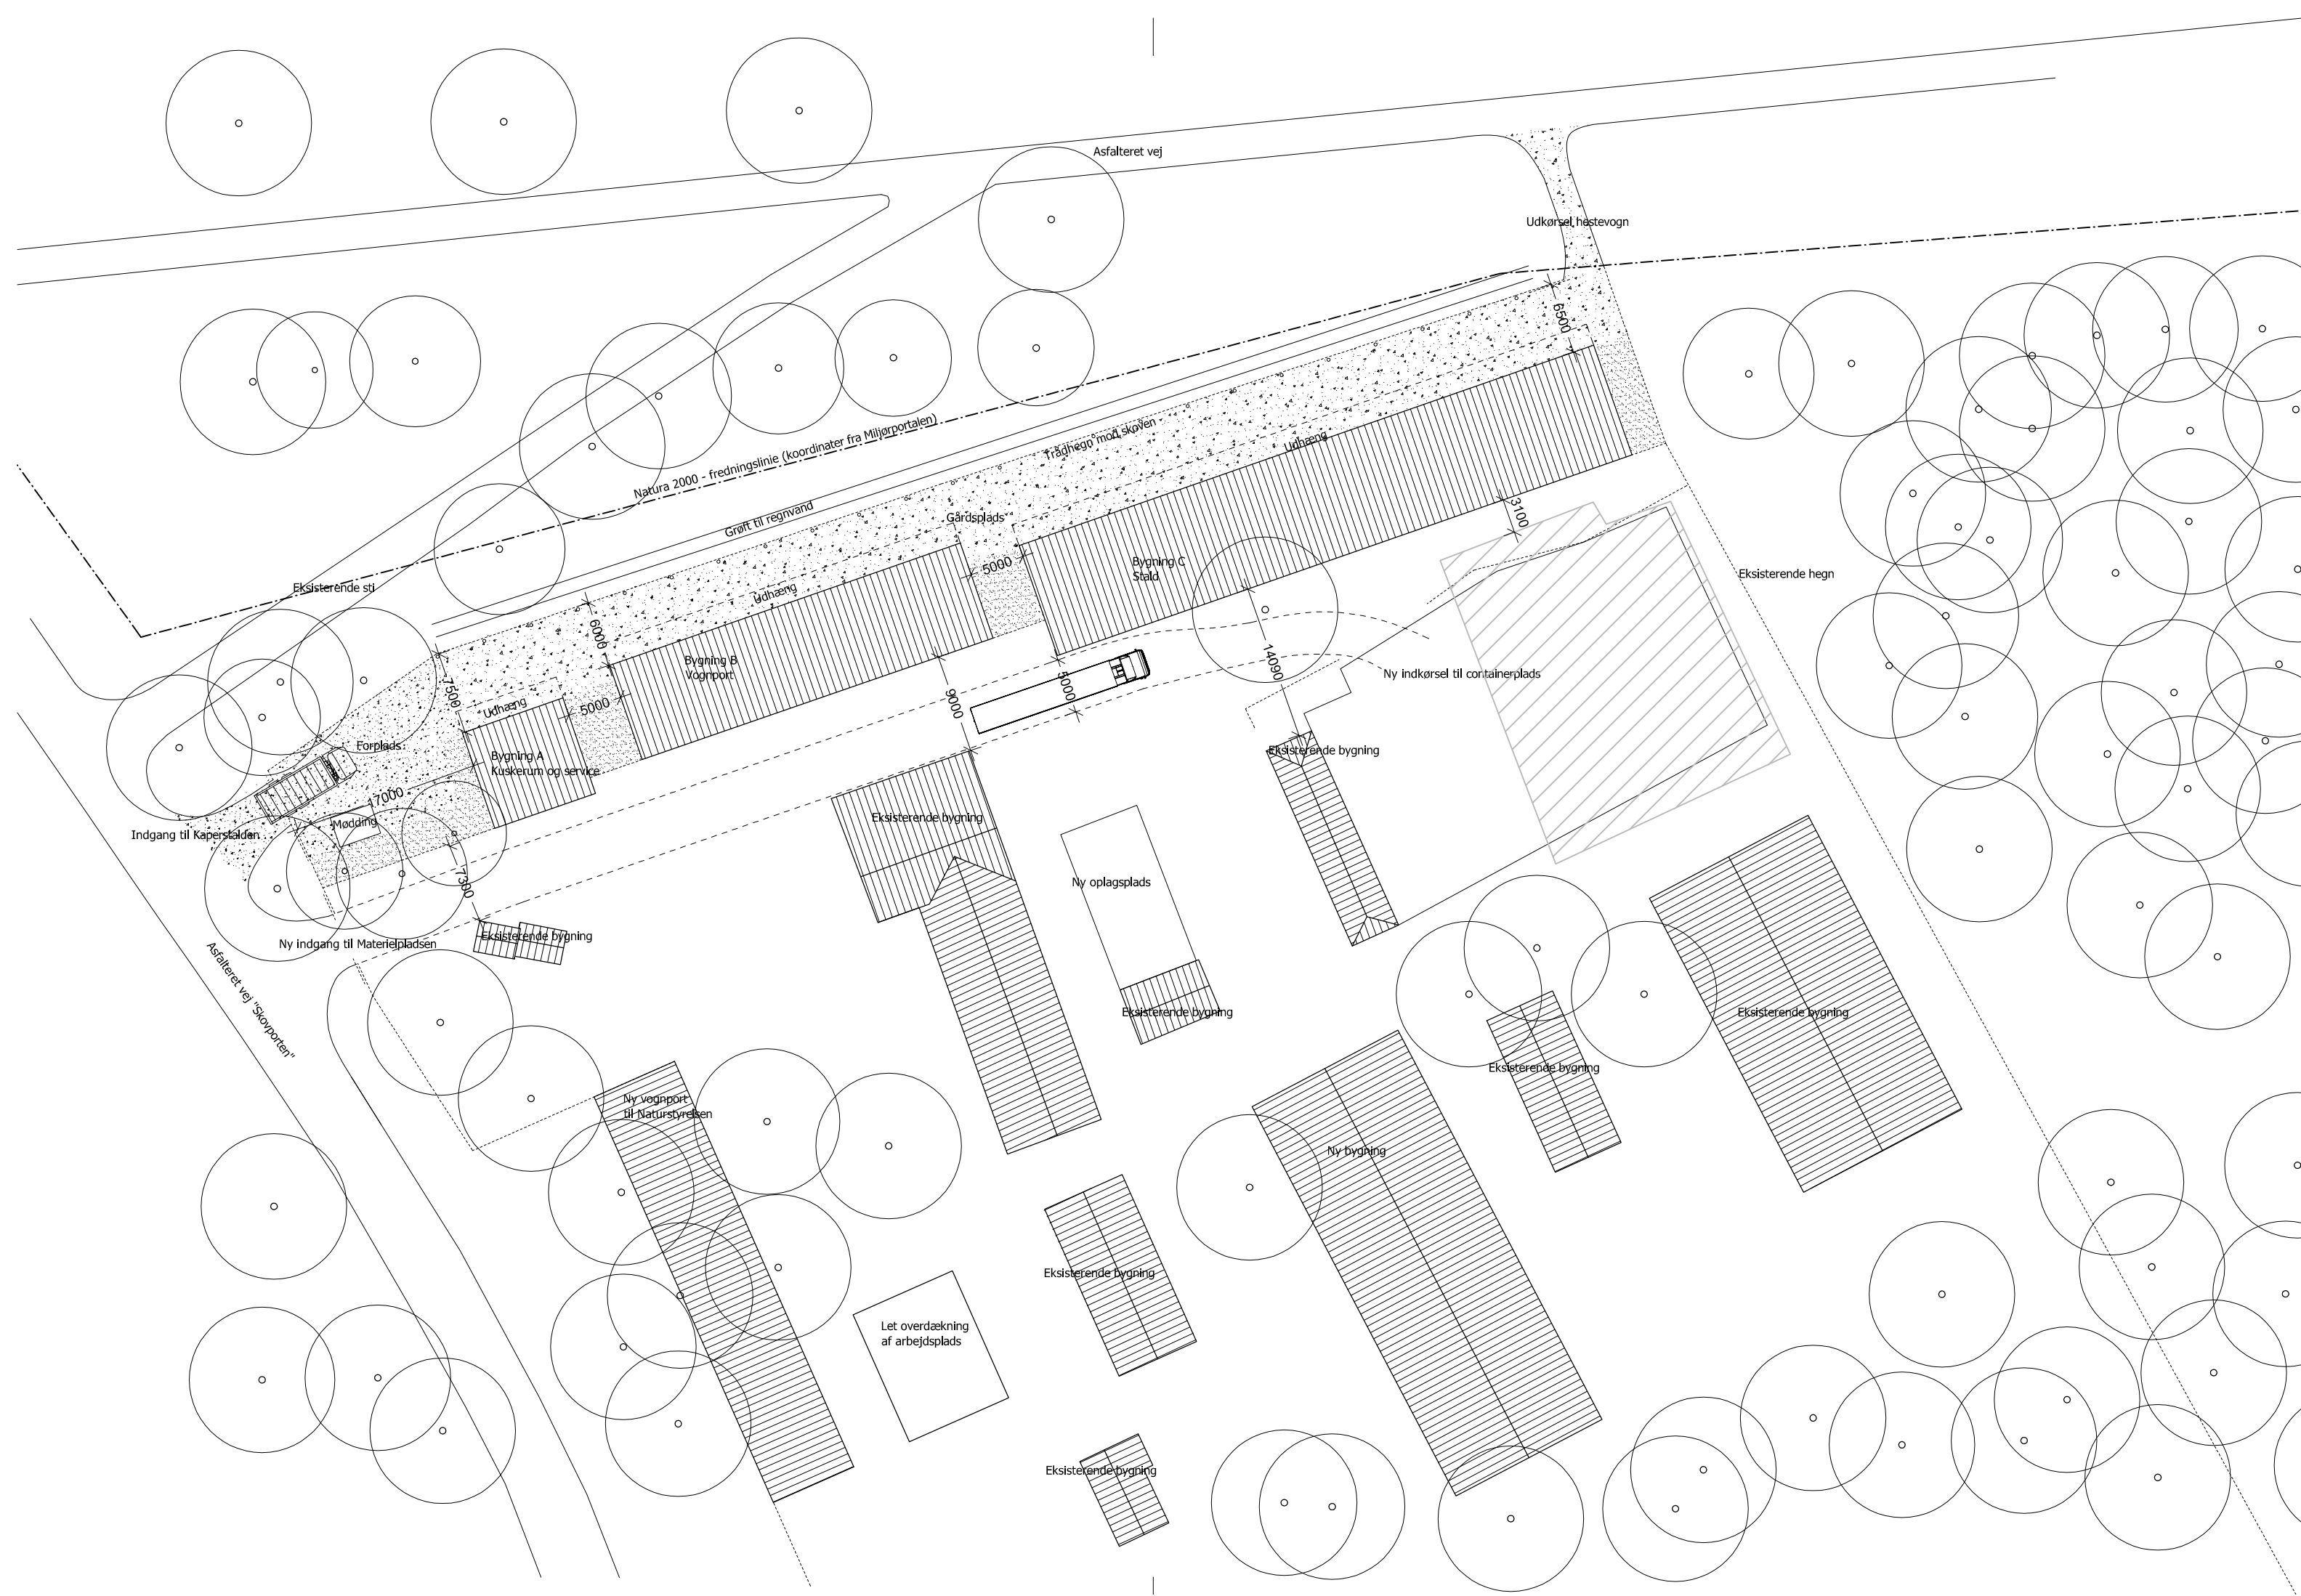 Asfalteret vej
Udkørsel hestevogn
6500
Natura 2000 - fredningslinie (koordinater fra Miljørportalen)
Trådhegn mod skoven
Udhæng
Grøft til regnvand
Gårdsplads
3100
5000
Bygning C
Stald
Eksisterende hegn
Eksisterende sti
Udhæng
6000
Bygning B
Vognport
14090
Ny indkørsel til containerplads
7500
Udhæng
5000
9000
5000
Forplads
Bygning A
Kuskerum og service
Eksisterende bygning
7000
Mødding
Indgang til Kaperstalden
Eksisterende bygning
7300
Ny oplagsplads
Eksisterende bygning
Ny indgang til Materielpladsen
Asfalteret vej "Skovporten"
Eksisterende bygning
Eksisterende bygning
Eksisterende bygning
Ny vognport
til Naturstyrelsen
Ny bygning
Eksisterende bygning
Let overdækning
af arbejdsplads
Eksisterende bygning